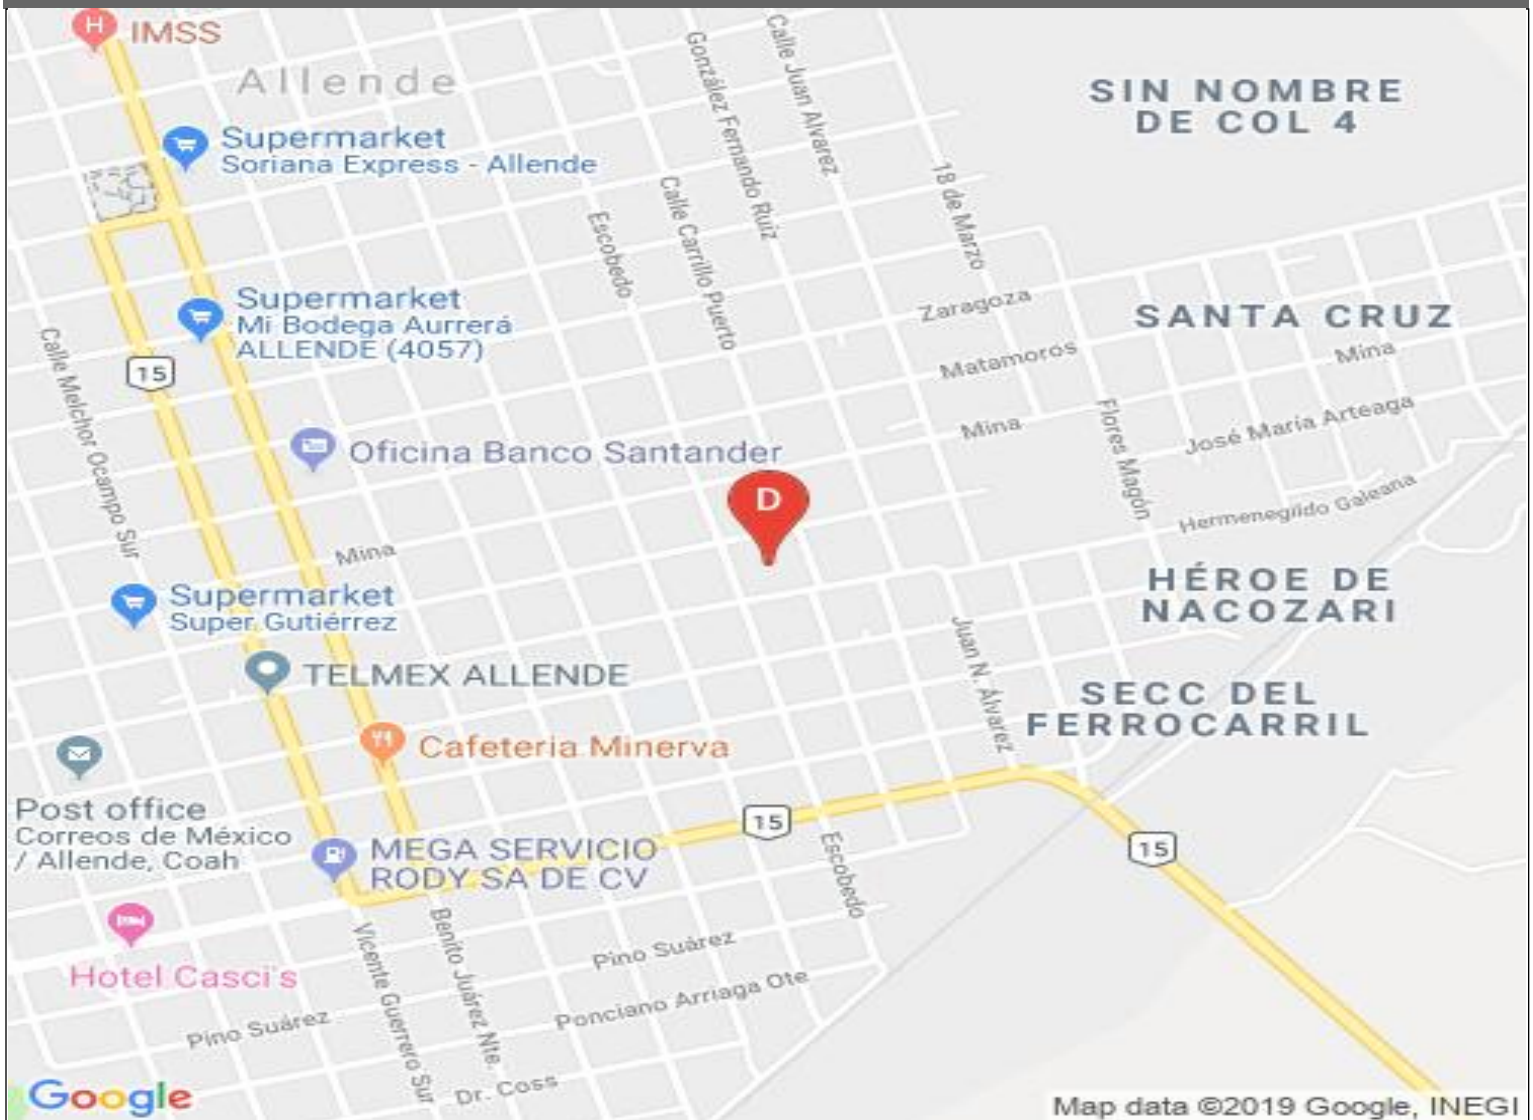 H
IMSS
Allende
Supermarket
Soriana Express - Allende
González Fernando Ruiz
Calle Juan Alvarez
SIN NOMBRE
DE COL 4
Escobedo
Calle Carrillo Puerto
18 de Marzo
Supermarket
Mi Bodega Aurrerá
ALLENDE (4057)
Zaragoza
SANTA CRUZ
15
Calle Melchor Ocampo Sur
Matamoros
Mina
Mina
Flores Magón
José María Arteaga
Oficina Banco Santander
D
Hermenegildo Galeana
Mina
Supermarket
Super Gutiérrez
HÉROE DE
NACOZARI
TELMEX ALLENDE
Juan N. Álvarez
SECC DEL
FERROCARRIL
Cafeteria Minerva
Post office
Correos de México
/ Allende, Coah
15
15
MEGA SERVICIO
RODY SA DE CV
Escobedo
Hotel Casci's
Vicente Guerrero Sur
Benito Juárez Nte.
Pino Suárez
Ponciano Arriaga Ote
Pino Suárez
Dr. Coss
Google
Map data ©2019 Google, INEGI